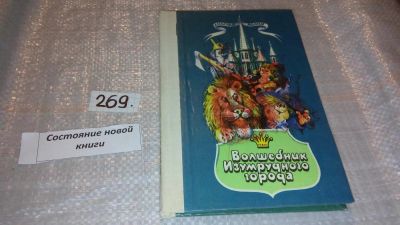 269.
Состояние новой
книги
Волшебник
Изумрудного
города